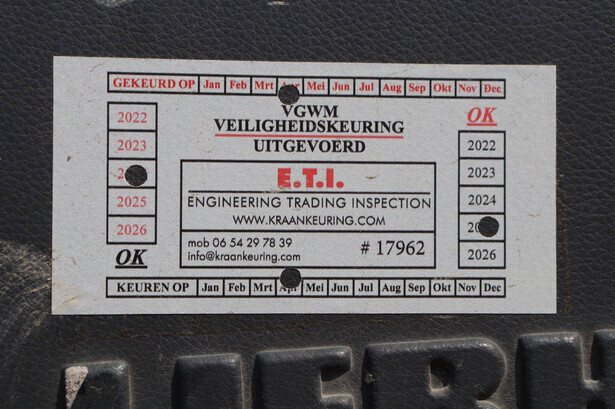 GEKEURD OP Jan Feb Mrt Apr Mei Jun Jul Aug Sep Okt Nov Dec
2022
2023
2025
2026
OK
VGWM
VEILIGHEIDSKEURING
UITGEVOERD
E.T.I.
ENGINEERING TRADING INSPECTION
WWW.KRAANKEURING.COM
mob 06 54 29 78 39
info@kraankeuring.com
# 17962
OK
2022
2023
2024
2026
KEUREN OP Jan Feb Mrt Apr Mei Jun Jul Aug Sep Okt Nov Dec